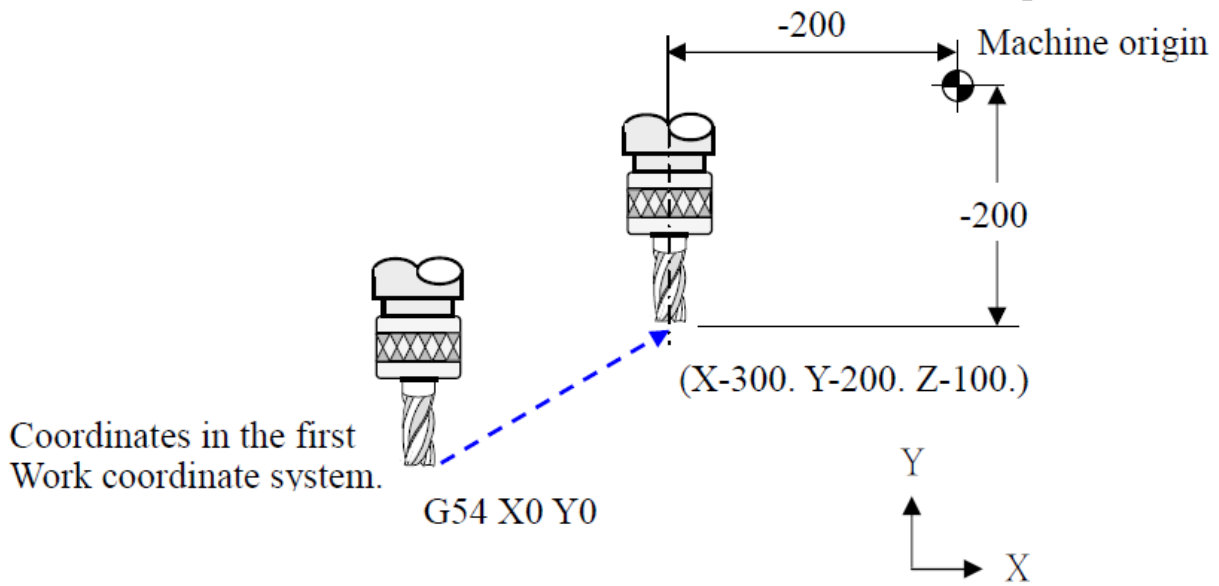 -200
Machine origin
-200
(X-300. Y-200. Z-100.)
Coordinates in the first
Work coordinate system.
G54 X0 Y0
Y
X